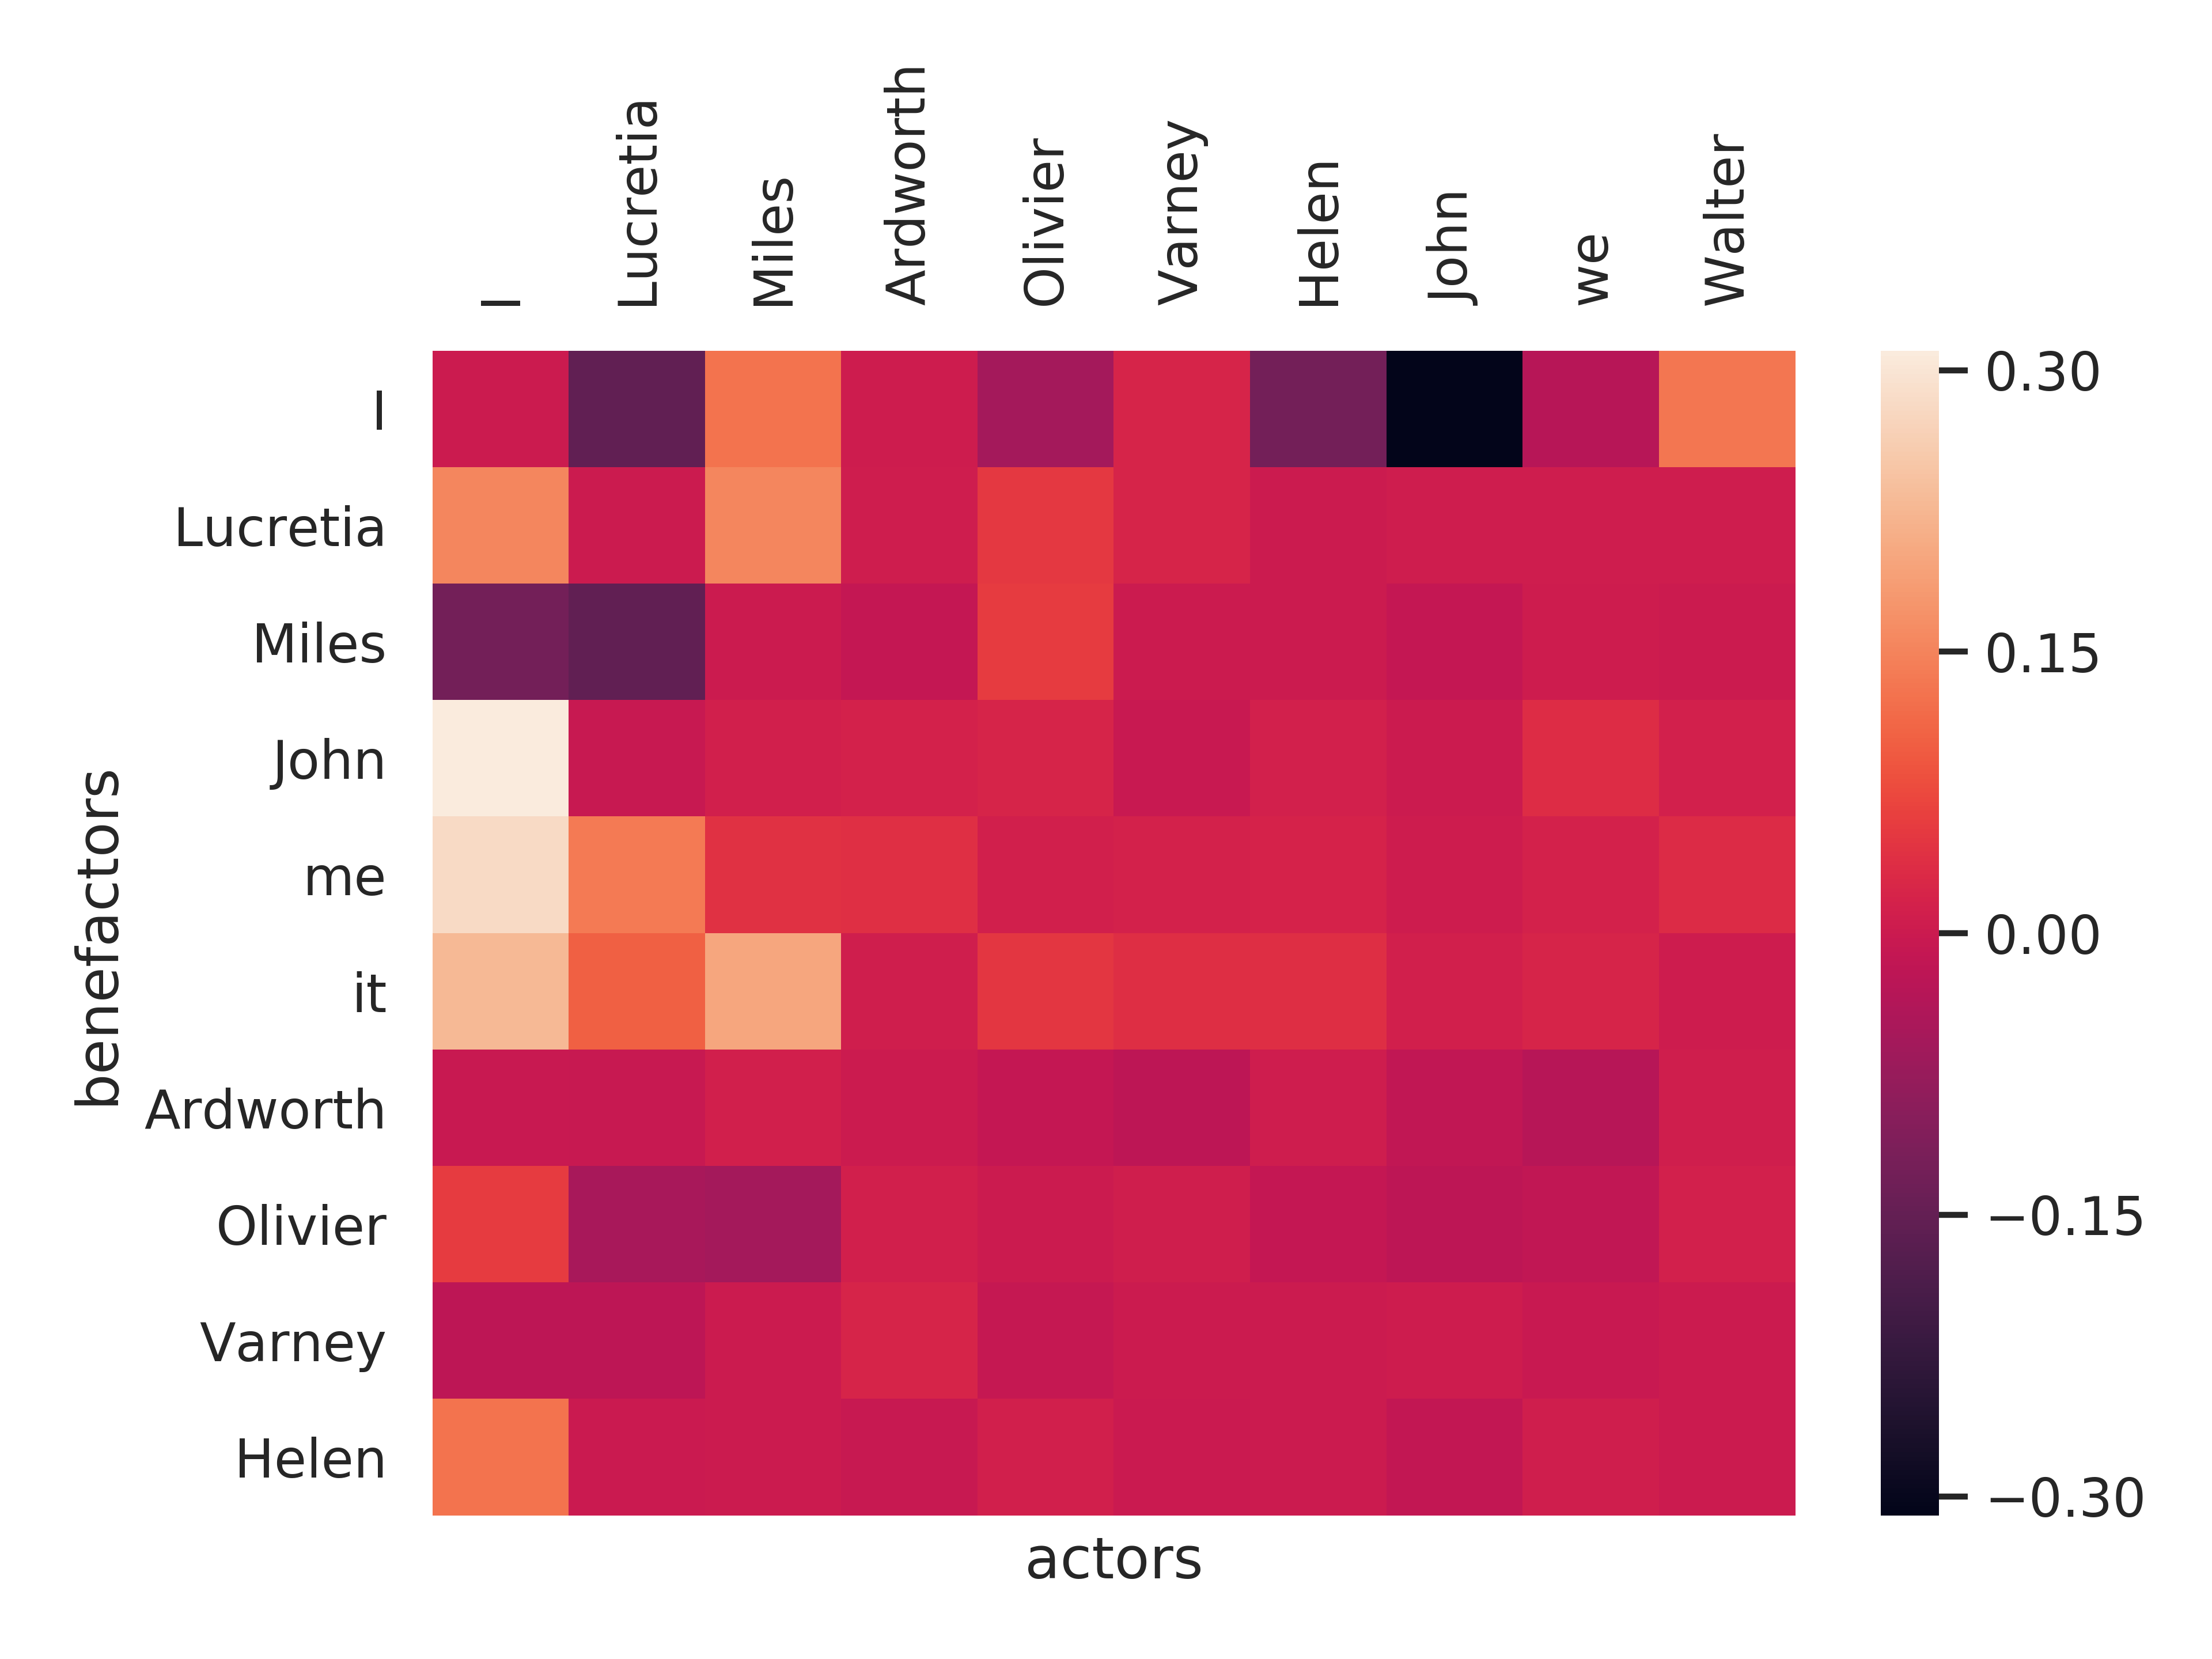 I
Lucretia
Miles
Ardworth
Olivier
Varney
Helen
John
we
Walter
benefactors
I
Lucretia
Miles
John
me
it
Ardworth
Olivier
Varney
Helen
actors
0.30
0.15
0.00
−0.15
−0.30